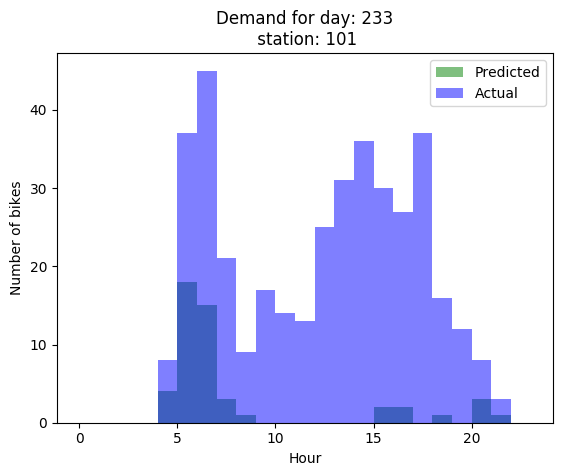 Demand for day: 233
station: 101
Predicted
Actual
Number of bikes
40
30
20
10
0
0 5 10 15 20
Hour